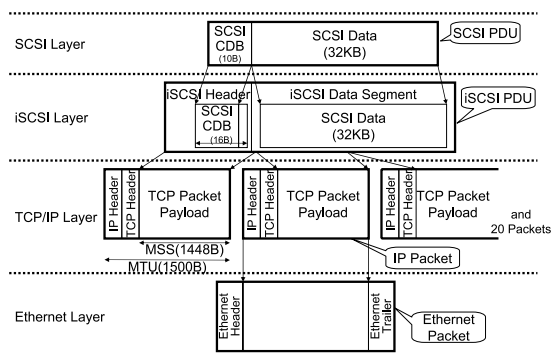 SCSI Layer
SCSI
CDB
(10B)
SCSI Data
(32KB)
SCSI PDU
iSCSI Layer
iSCSI Header
iSCSI Data Segment
SCSI
CDB
(16B)
SCSI Data
(32KB)
iSCSI PDU
TCP/IP Layer
IP Header
TCP Header
TCP Packet
Payload
IP Header
TCP Header
TCP Packet
Payload
IP Header
TCP Header
TCP Packet
Payload
and
20 Packets
MSS(1448B)
MTU(1500B)
IP Packet
Ethernet Layer
Ethernet
Header
Ethernet
Trailer
Ethernet
Packet